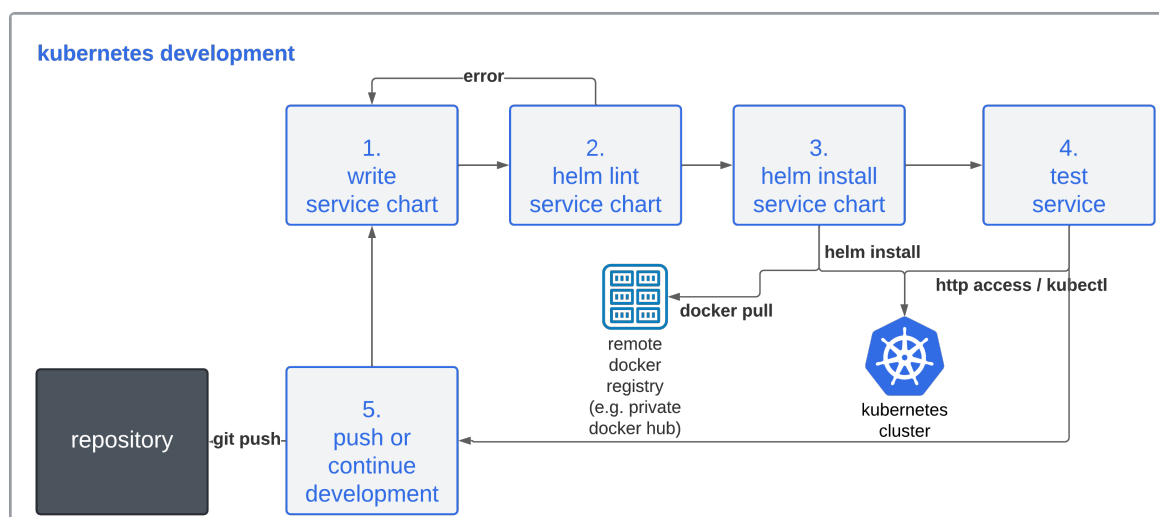 kubernetes development
error
1.
write
service chart
2.
helm lint
service chart
3.
helm install
service chart
4.
test
service
helm install
http access / kubectl
docker pull
remote
docker
registry
(e.g. private
docker hub)
kubernetes
cluster
repository
git push
5.
push or
continue
development